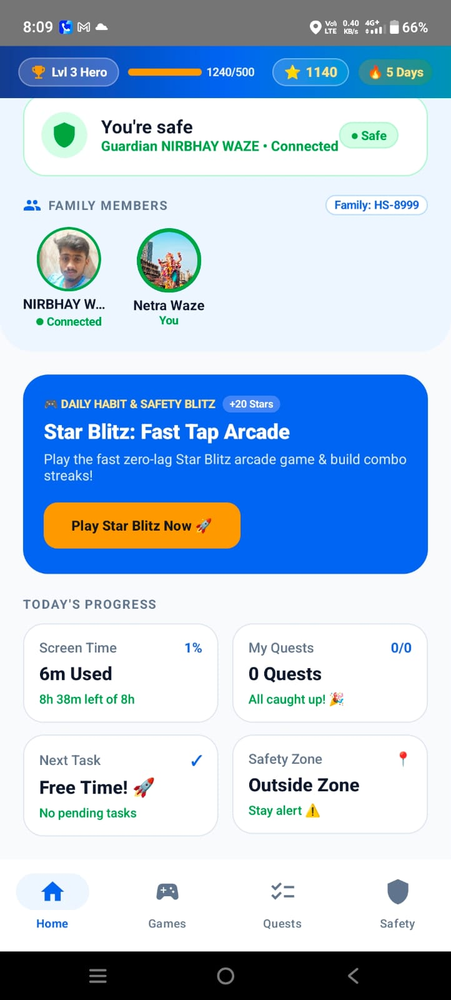 8:09
Vo) LTE 0.40 KB/s 4G+ 66%
Lvl 3 Hero 1240/500 1140 5 Days
You're safe
Guardian NIRBHAY WAZE • Connected
Safe
FAMILY MEMBERS
Family: HS-8999
NIRBHAY W...
Connected
Netra Waze
You
DAILY HABIT & SAFETY BLITZ +20 Stars
Star Blitz: Fast Tap Arcade
Play the fast zero-lag Star Blitz arcade game & build combo
streaks!
Play Star Blitz Now 🚀
TODAY'S PROGRESS
Screen Time 1%
6m Used
8h 38m left of 8h
My Quests 0/0
0 Quests
All caught up! 🎉
Next Task ✓
Free Time! 🚀
No pending tasks
Safety Zone 📍
Outside Zone
Stay alert ⚠️
Home
Games
Quests
Safety